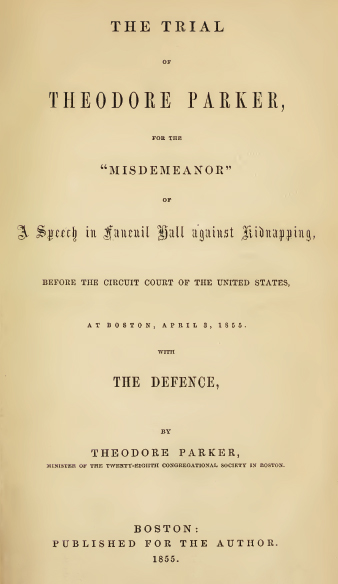 THE TRIAL
OF
THEODORE PARKER,
FOR THE
"MISDEMEANOR"
OF
A Speech in Faneuil Hall against Kidnapping,
BEFORE THE CIRCUIT COURT OF THE UNITED STATES,
AT BOSTON, APRIL 3, 1855.
WITH
THE DEFENCE,
BY
THEODORE PARKER,
MINISTER OF THE TWENTY-EIGHTH CONGREGATIONAL SOCIETY IN BOSTON.
BOSTON:
PUBLISHED FOR THE AUTHOR.
1855.